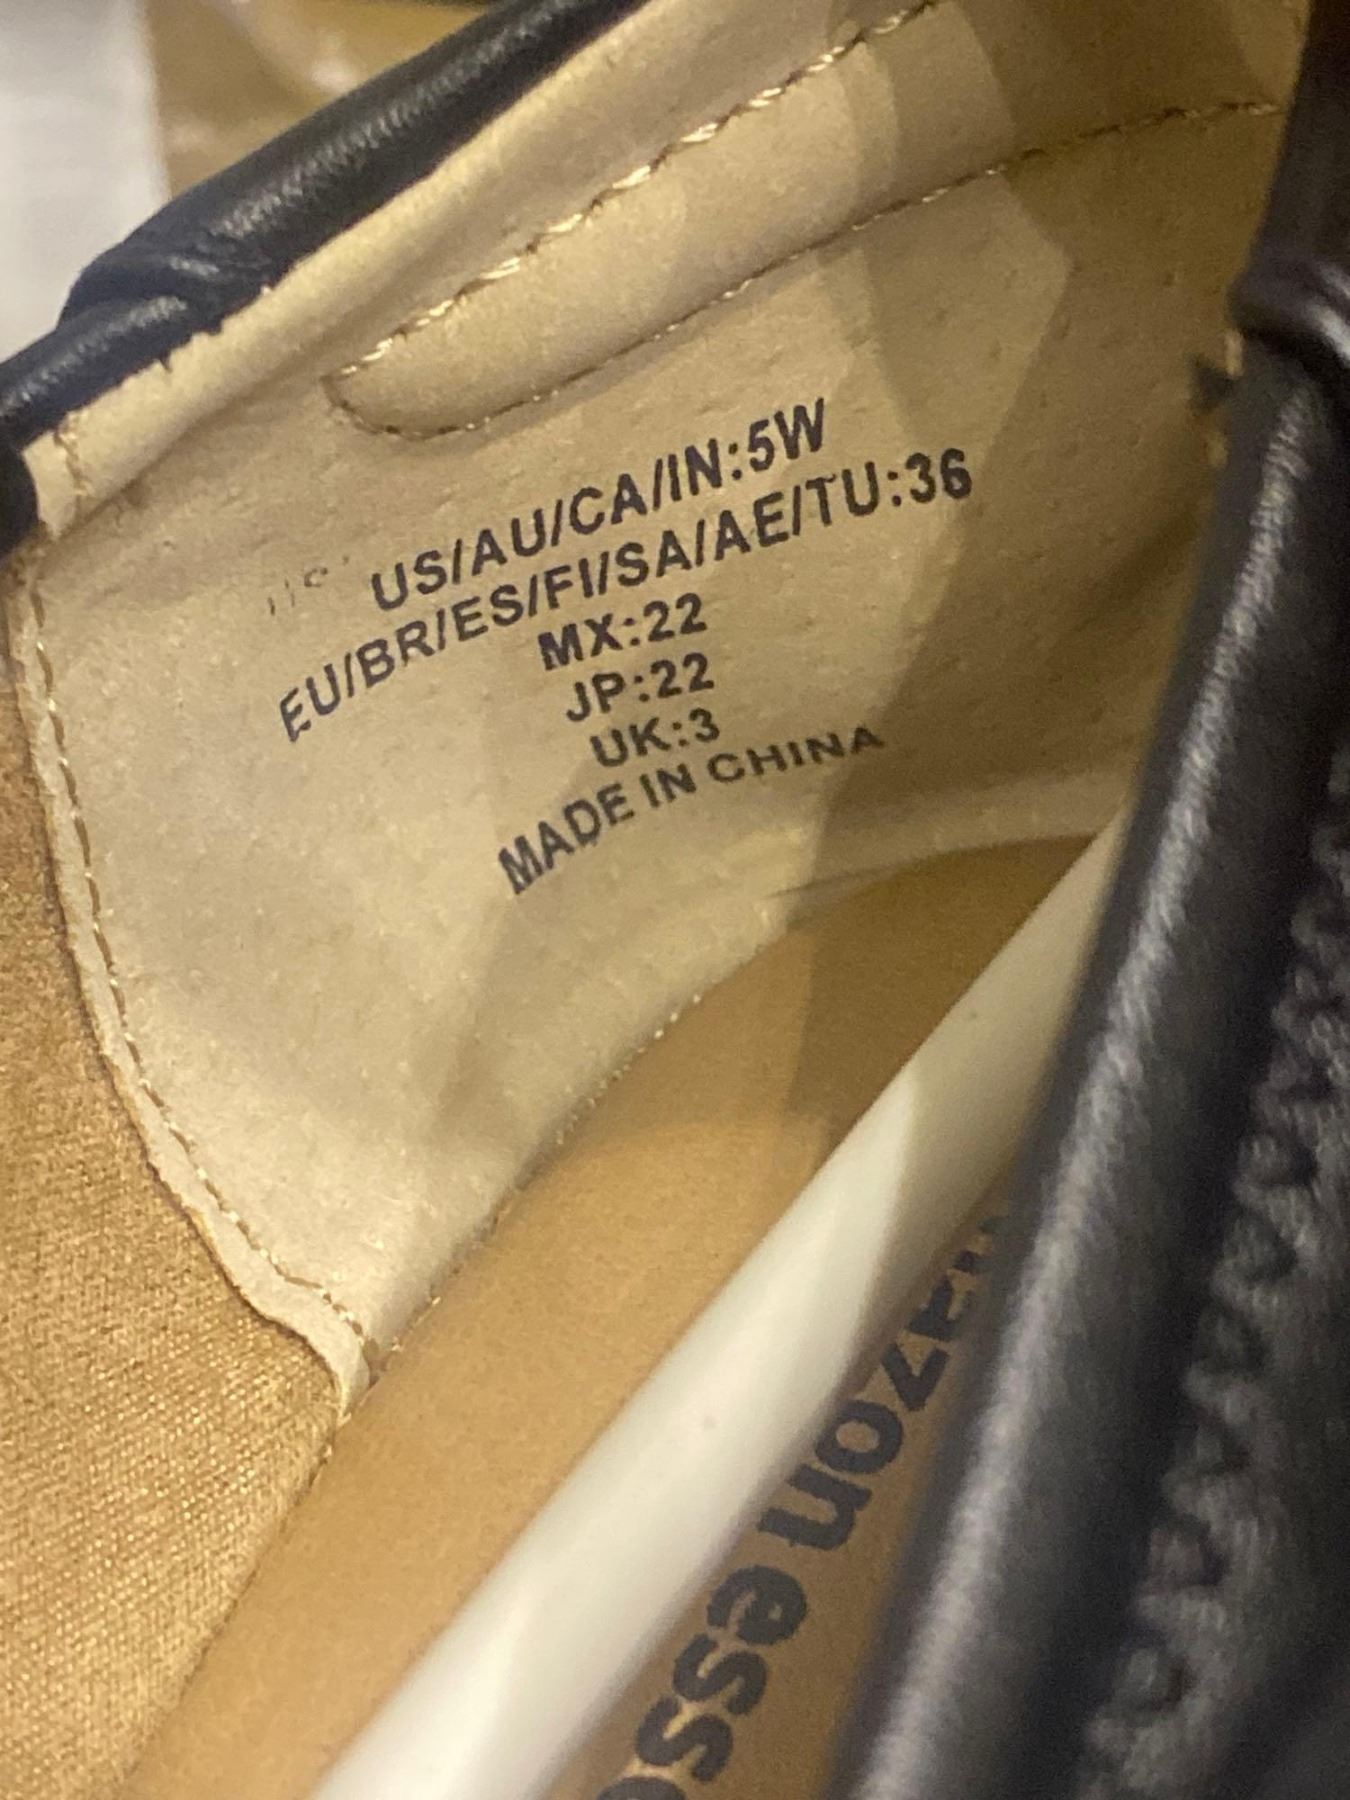 US/AU/CA/IN:5W
EU/BR/ES/FI/SA/AE/TU:36
MX:22
JP:22
UK:3
MADE IN CHINA